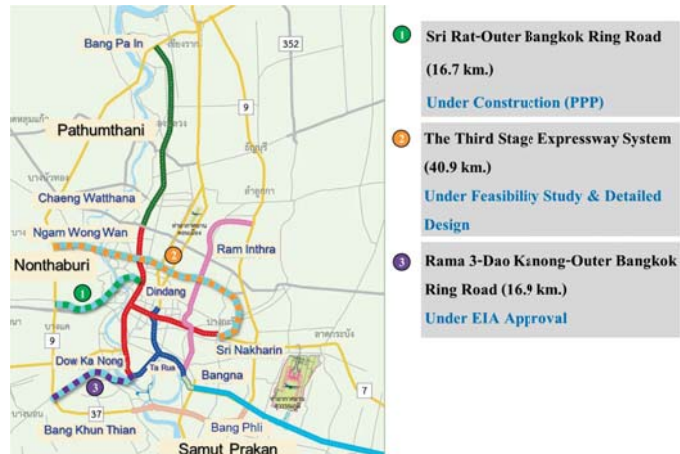 Bang Pa In
352
9
Pathumthani
Chaeng Watthana
Ngam Wong Wan
Ram Inthra
2
Nonthaburi
1
Dindang
9
Sri Nakharin
Dow Ka Nong
Ta Rua
Bangna
3
7
37
Bang Khun Thian
Bang Phli
Samut Prakan
1
Sri Rat-Outer Bangkok Ring Road
(16.7 km.)
Under Construction (PPP)
2
The Third Stage Expressway System
(40.9 km.)
Under Feasibility Study & Detailed
Design
3
Rama 3-Dao Kanong-Outer Bangkok
Ring Road (16.9 km.)
Under EIA Approval